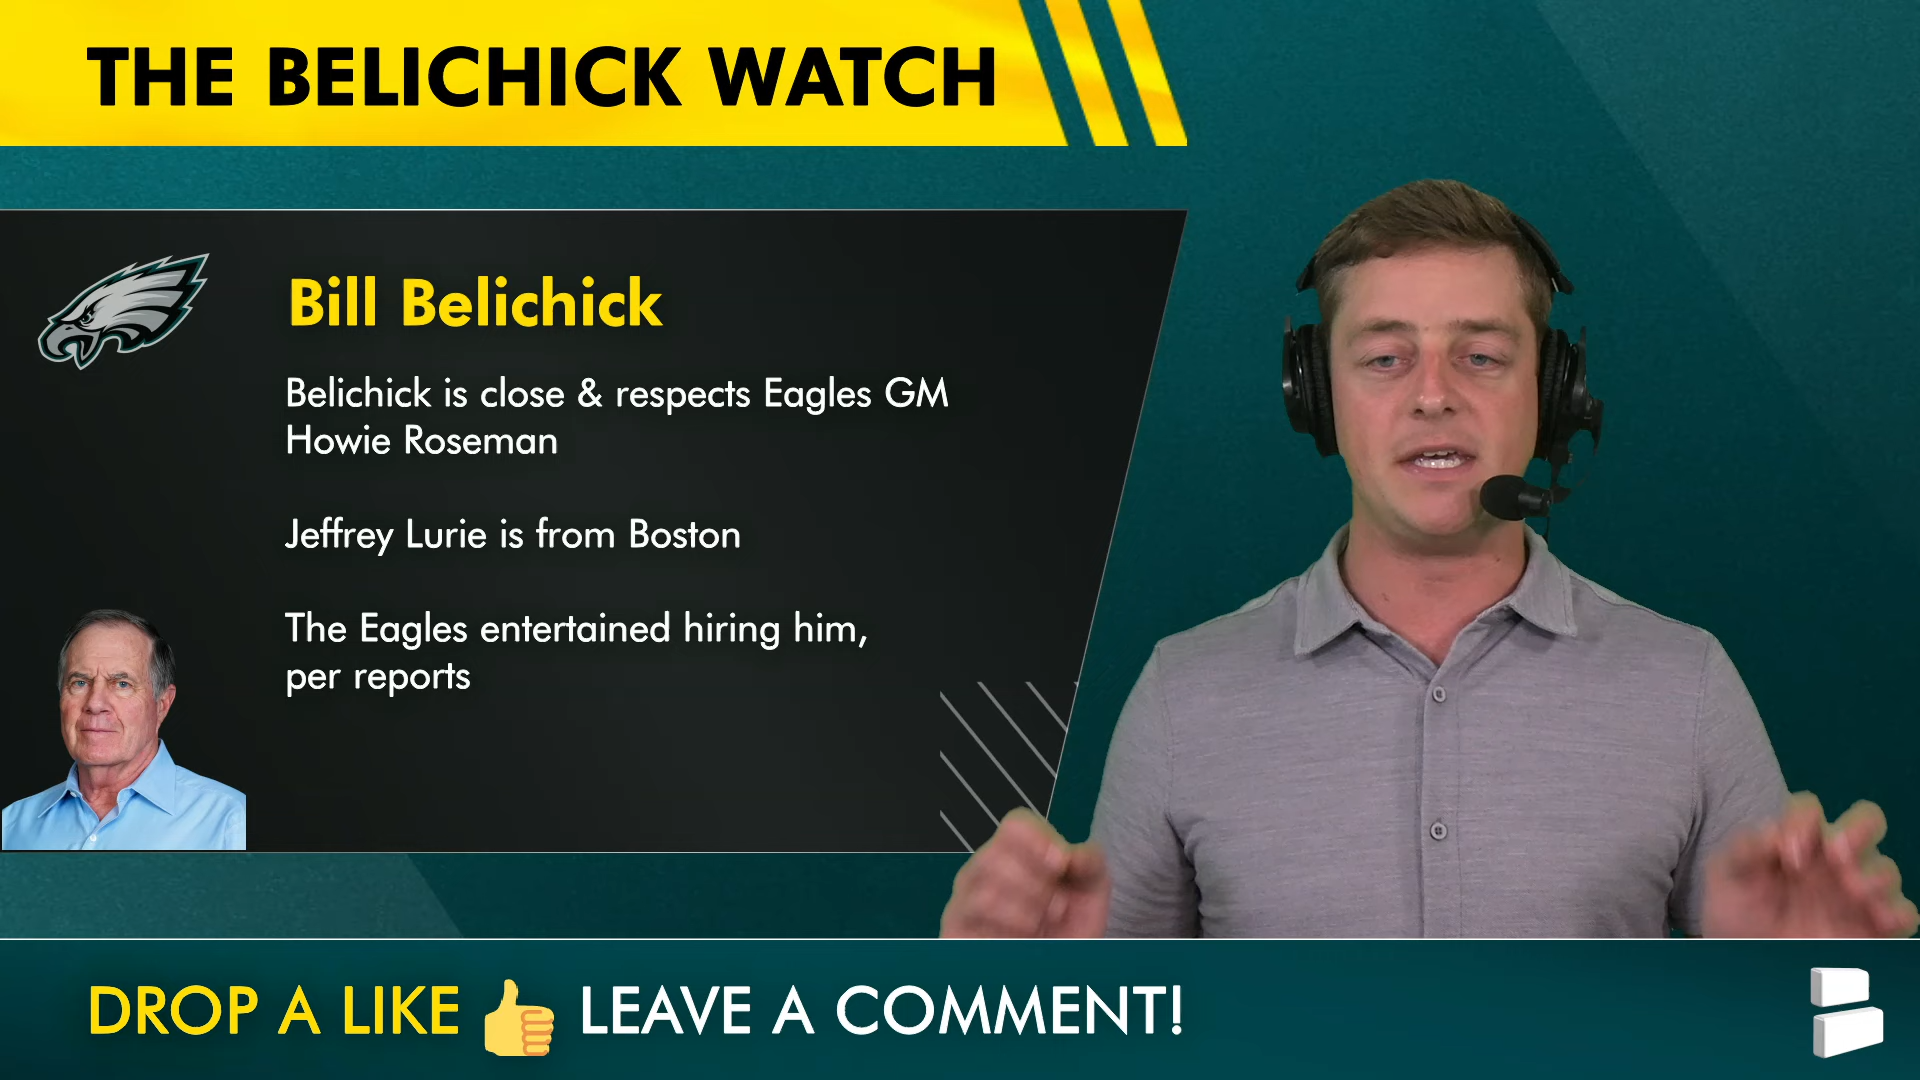 THE BELICHICK WATCH
Bill Belichick
Belichick is close & respects Eagles GM
Howie Roseman
Jeffrey Lurie is from Boston
The Eagles entertained hiring him,
per reports
DROP A LIKE 👍 LEAVE A COMMENT!